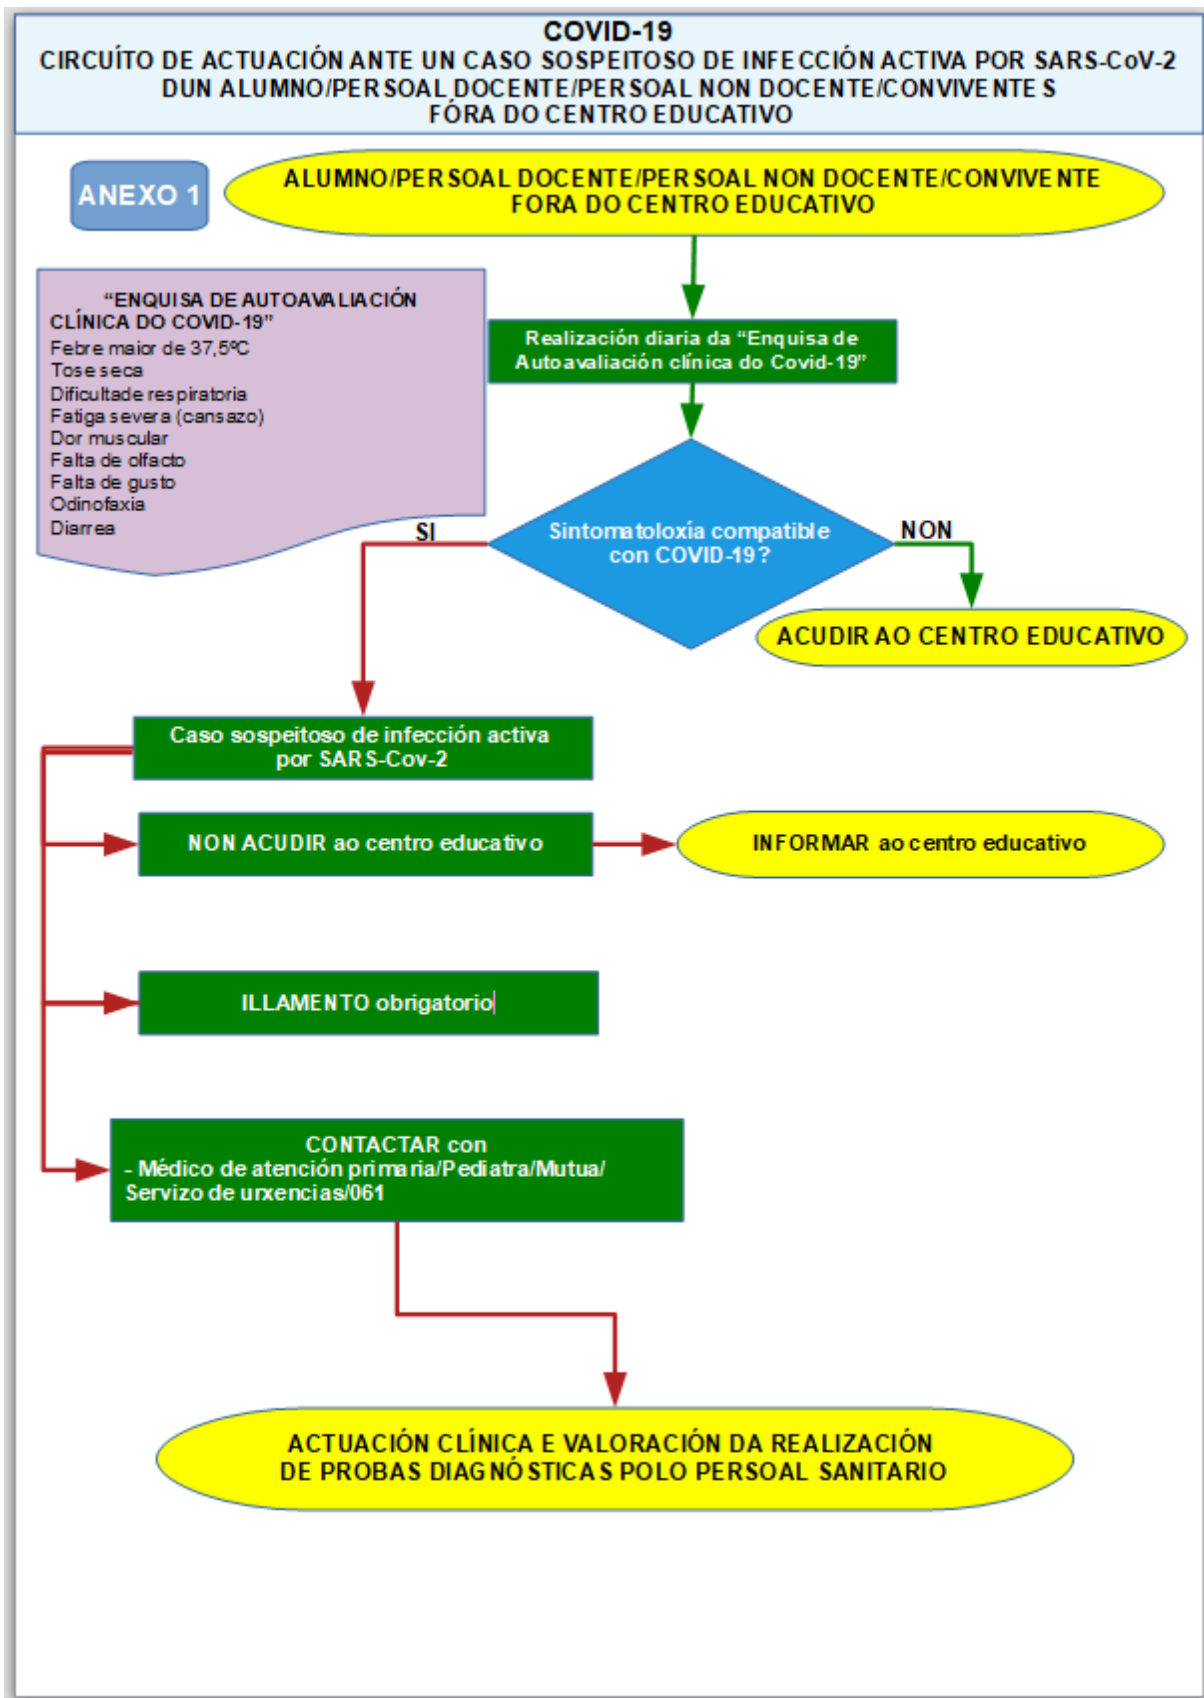 COVID-19
CIRCUÍTO DE ACTUACIÓN ANTE UN CASO SOSPEITOSO DE INFECCIÓN ACTIVA POR SARS-CoV-2
DUN ALUMNO/PERSOAL DOCENTE/PERSOAL NON DOCENTE/CONVIVENTES
FÓRA DO CENTRO EDUCATIVO
ANEXO 1
ALUMNO/PERSOAL DOCENTE/PERSOAL NON DOCENTE/CONVIVENTE
FORA DO CENTRO EDUCATIVO
"ENQUISA DE AUTOAVALIACIÓN
CLÍNICA DO COVID-19"
Febre maior de 37,5ºC
Tose seca
Dificultade respiratoria
Fatiga severa (cansazo)
Dor muscular
Falta de olfacto
Falta de gusto
Odinofaxia
Diarrea
Realización diaria da "Enquisa de
Autoavaliación clínica do Covid-19"
SI
Sintomatoloxía compatible
con COVID-19?
NON
ACUDIR AO CENTRO EDUCATIVO
Caso sospeitoso de infección activa
por SARS-Cov-2
NON ACUDIR ao centro educativo
INFORMAR ao centro educativo
ILLAMENTO obrigatorio
CONTACTAR con
- Médico de atención primaria/Pediatra/Mutua/
Servizo de urxencias/061
ACTUACIÓN CLÍNICA E VALORACIÓN DA REALIZACIÓN
DE PROBAS DIAGNÓSTICAS POLO PERSOAL SANITARIO